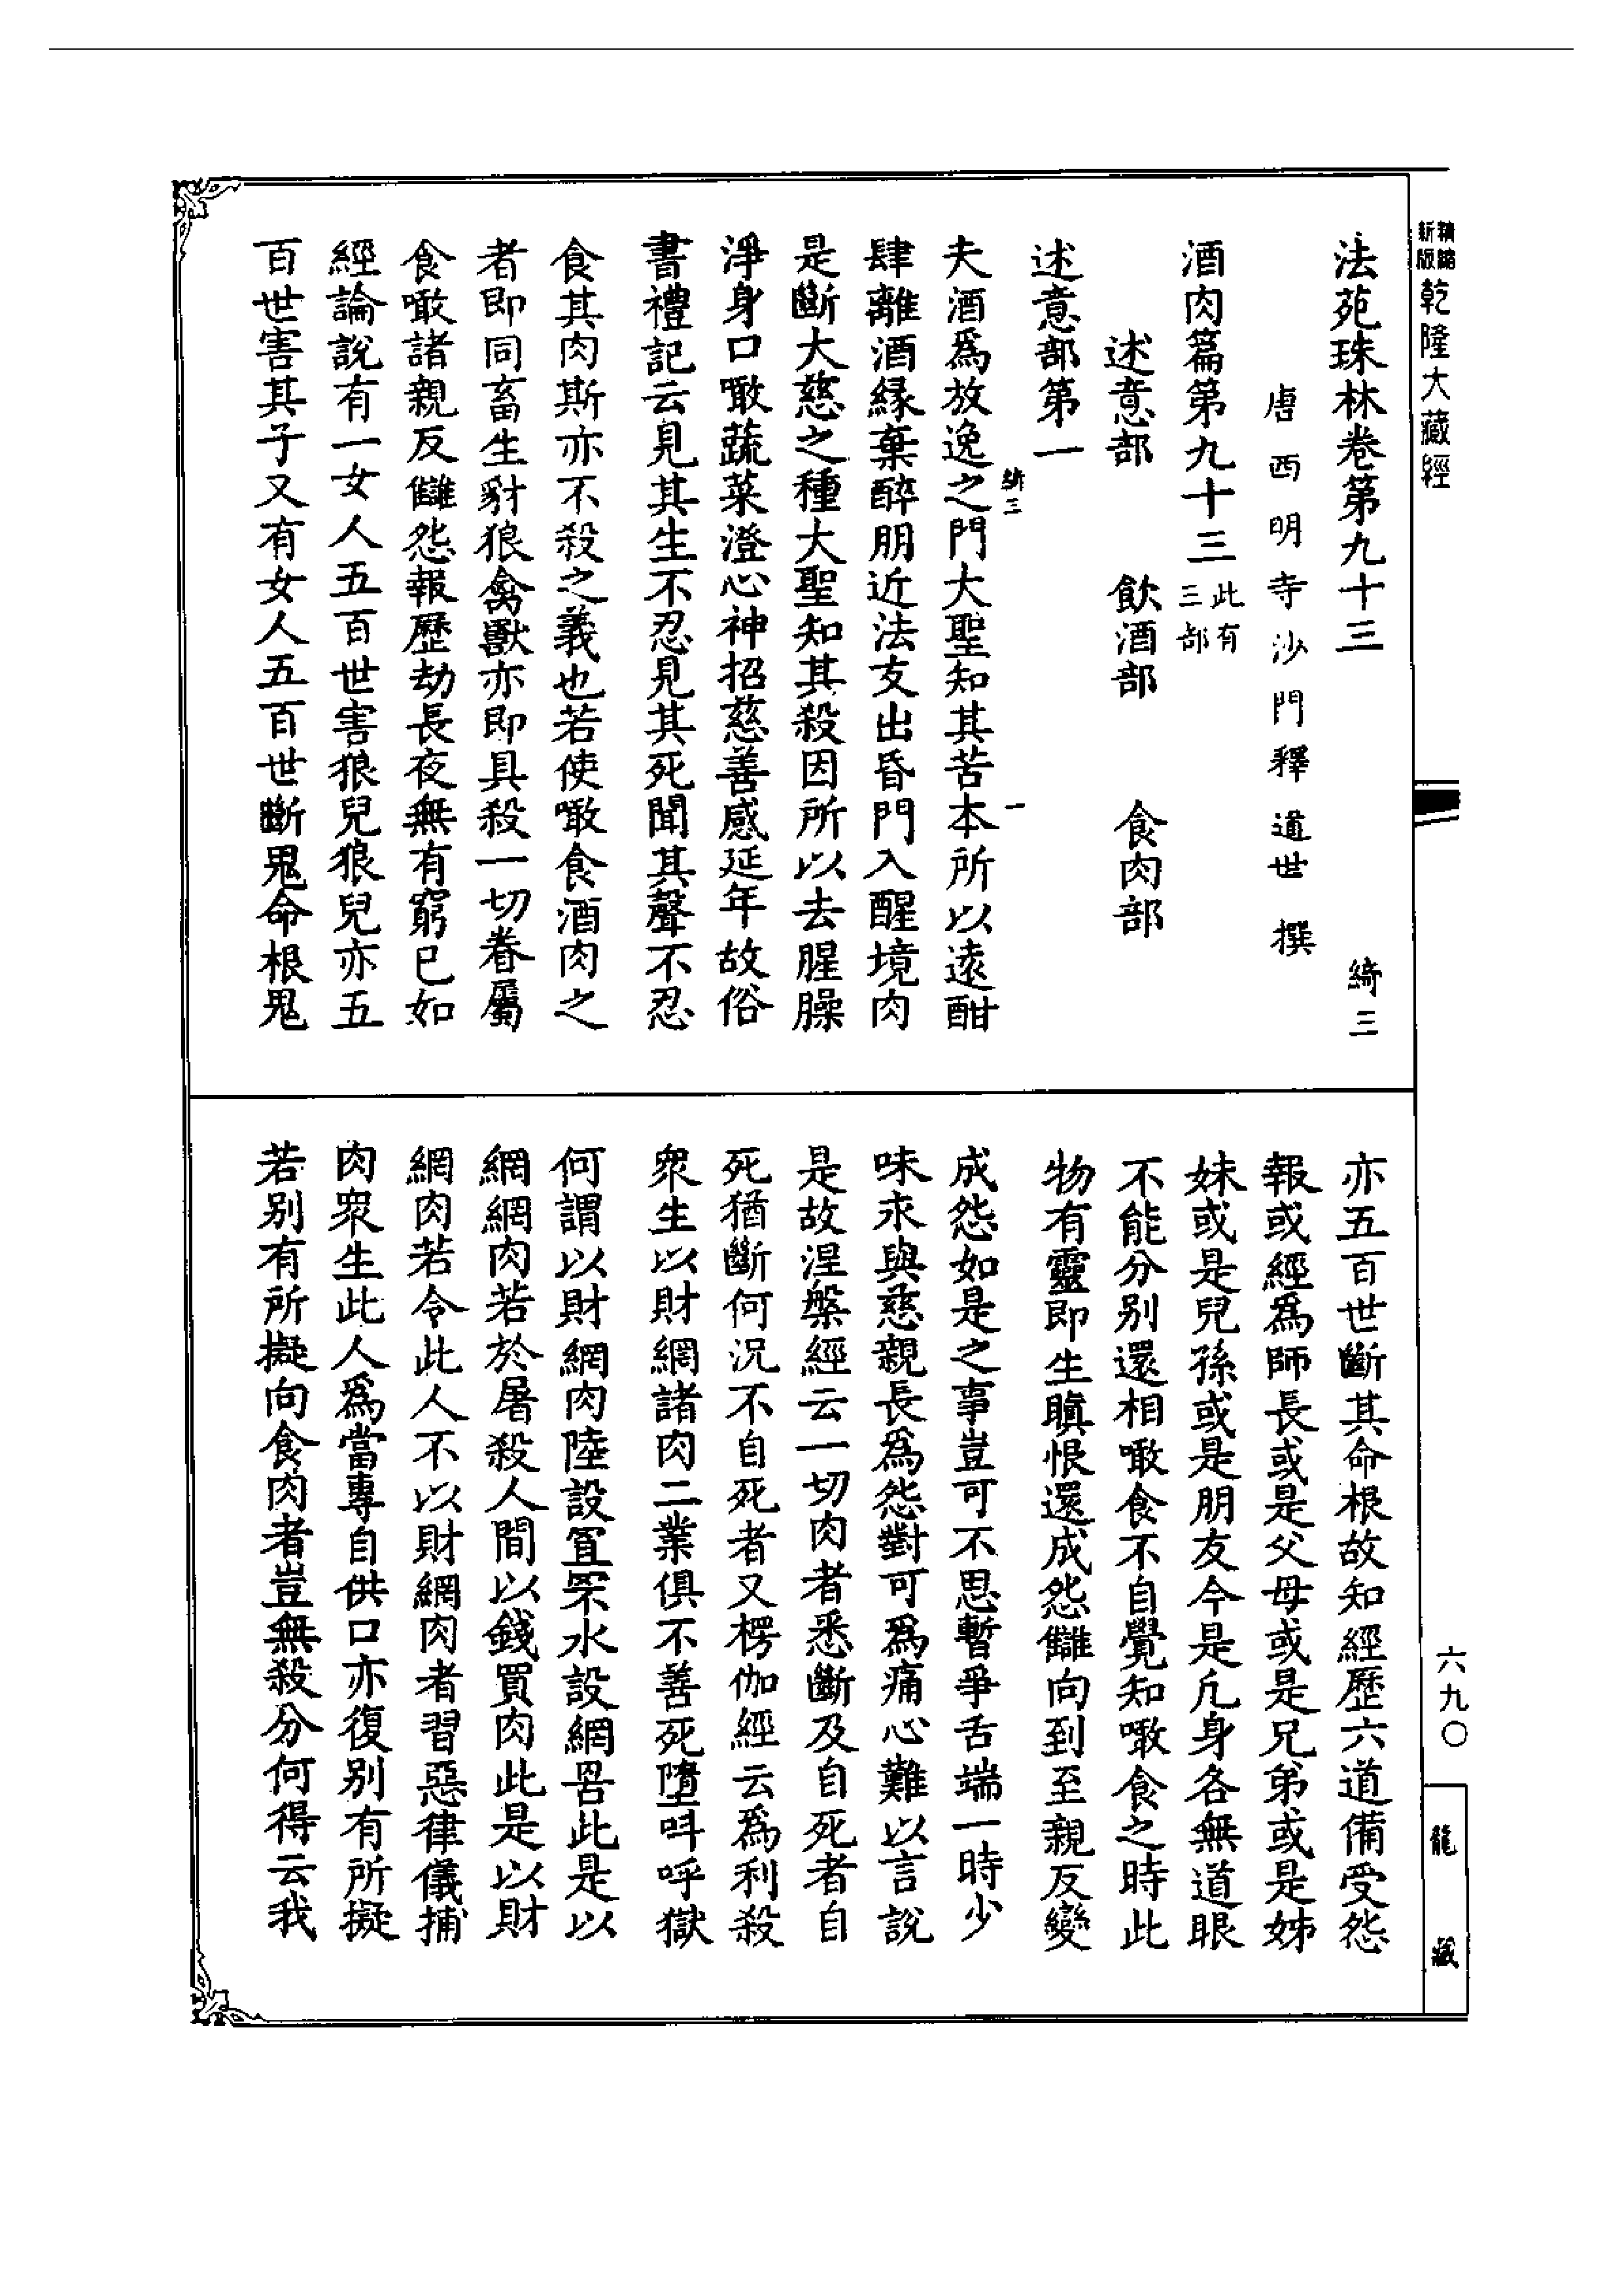 新版精縮乾隆大藏經
法苑珠林卷第九十三　綺三
唐西明寺沙門釋道世撰
酒肉篇第九十三此有三部
述意部　飲酒部　食肉部
述意部第一
綺三　一
夫酒爲放逸之門大聖知其苦本所以遠酣
肆離酒縁棄醉朋近法支出昏門入醒境肉
是斷大慈之種大聖知其殺因所以去腥臊
淨身口噉蔬菜澄心神招慈善感延年故俗
書禮記云見其生不忍見其死聞其聲不忍
食其肉斯亦不殺之義也若使噉食酒肉之
者即同畜生豺狼禽獸亦即具殺一切眷屬
食噉諸親反讎怨報歷劫長夜無有窮已如
經論說有一女人五百世害狼兒狼兒亦五
百世害其子又有女人五百世斷鬼命根鬼
亦五百世斷其命根故知經歷六道備受怨
報或經爲師長或是父母或是兄弟或是姊
妹或是兒孫或是朋友今是凡身各無道眼
不能分別還相噉食不自覺知噉食之時此
物有靈即生瞋恨還成怨讎向到至親反變
成怨如是之事豈可不思暫爭舌端一時少
味永與慈親長爲怨對可爲痛心難以言說
是故涅槃經云一切肉者悉斷及自死者自
死猶斷何況不自死者又楞伽經云爲利殺
衆生以財網諸肉二業俱不善死墮呌呼獄
何謂以財網肉陸設罝罘水設網罟此是以
網網肉若於屠殺人間以錢買肉此是以財
網肉若令此人不以財網肉者習惡律儀捕
肉衆生此人爲當專自供口亦復別有所擬
若別有所擬向食肉者豈無殺分何得云我
六九〇
龍藏